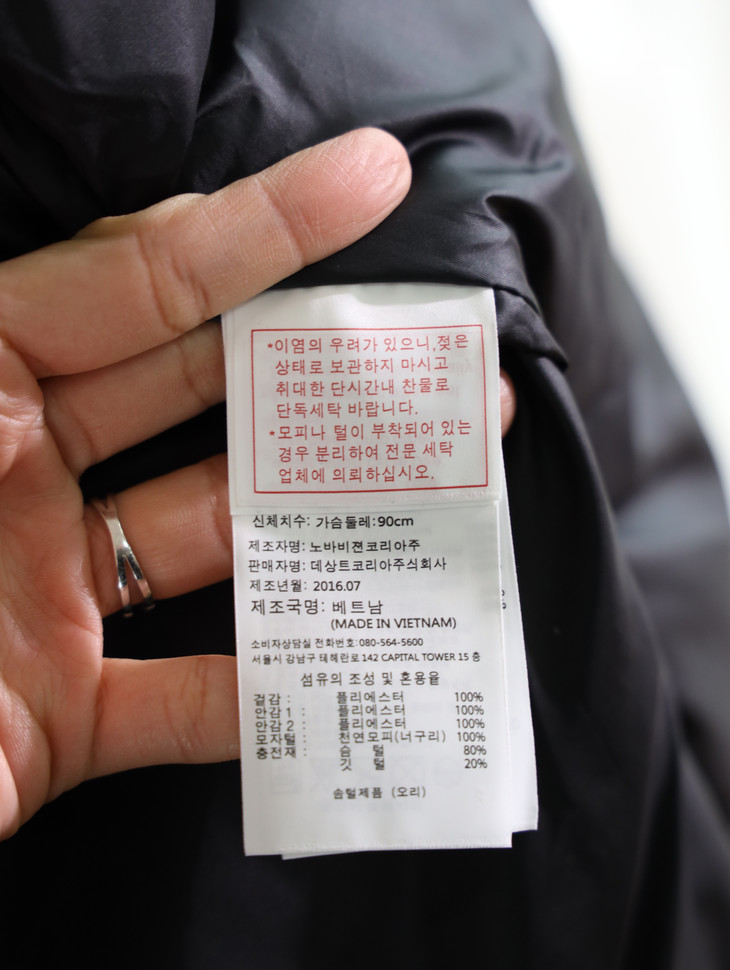 *이염의 우려가 있으니,젖은
상태로 보관하지 마시고
취대한 단시간내 찬물로
단독세탁 바랍니다.
*모피나 털이 부착되어 있는
경우 분리하여 전문 세탁
업체에 의뢰하십시오.
신체치수: 가슴둘레:90cm
제조자명: 노바비젼코리아주
판매자명: 데상트코리아주식회사
제조년월: 2016.07
제조국명: 베트남
(MADE IN VIETNAM)
소비자상담실 전화번호:080-564-5600
서울시 강남구 테헤란로142 CAPITAL TOWER 15 층
섬유의 조성 및 혼용율
겉감 : 폴리에스터 100%
안감1 : 폴리에스터 100%
안감2 : 폴리에스터 100%
모자털 : 천연모피(너구리) 100%
충전재 : 솜 털 80%
깃 털 20%
솜털제품 (오리)